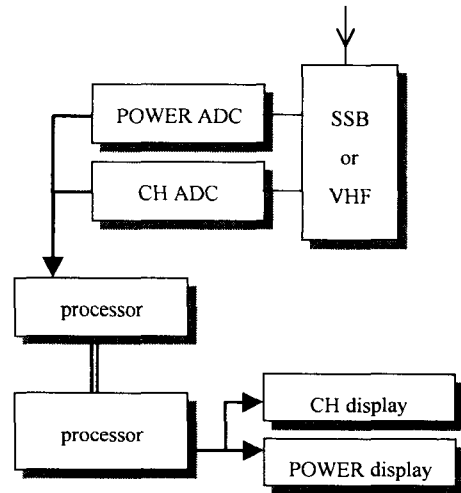 POWER ADC
CH ADC
SSB
or
VHF
processor
processor
CH display
POWER display